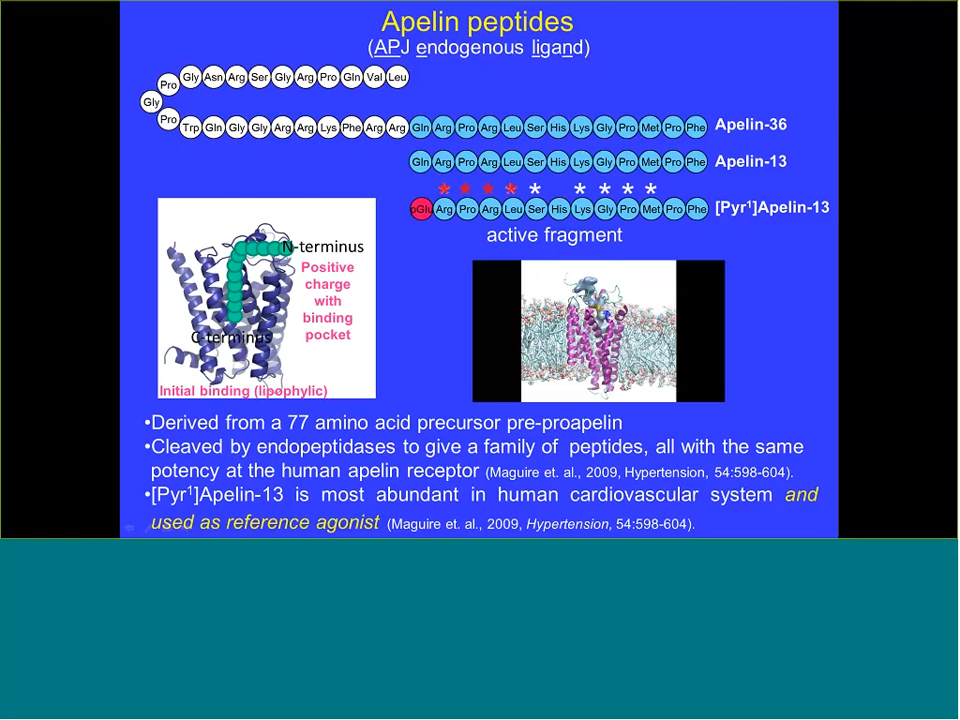 Apelin peptides
(APJ endogenous ligand)
Pro Gly Asn Arg Ser Gly Arg Pro Gln Val Leu
Gly
Pro Trp Gln Gly Gly Arg Arg Lys Phe Arg Arg Gln Arg Pro Arg Leu Ser His Lys Gly Pro Met Pro Phe Apelin-36
Gln Arg Pro Arg Leu Ser His Lys Gly Pro Met Pro Phe Apelin-13
* * * * * * * * *
pGlu Arg Pro Arg Leu Ser His Lys Gly Pro Met Pro Phe [Pyr1]Apelin-13
active fragment
N-terminus
Positive
charge
with
binding
pocket
C-terminus
Initial binding (lipophylic)
•Derived from a 77 amino acid precursor pre-proapelin
•Cleaved by endopeptidases to give a family of peptides, all with the same
potency at the human apelin receptor (Maguire et. al., 2009, Hypertension, 54:598-604).
•[Pyr1]Apelin-13 is most abundant in human cardiovascular system and
used as reference agonist (Maguire et. al., 2009, Hypertension, 54:598-604).